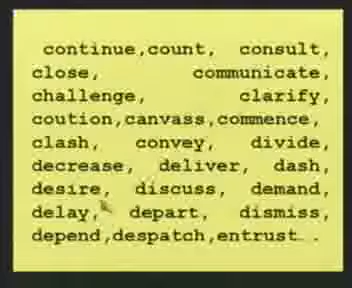 continue,count, consult,
close, communicate,
challenge, clarify,
coution,canvass,commence,
clash, convey, divide,
decrease, deliver, dash,
desire, discuss, demand,
delay, depart, dismiss,
depend,despatch,entrust..